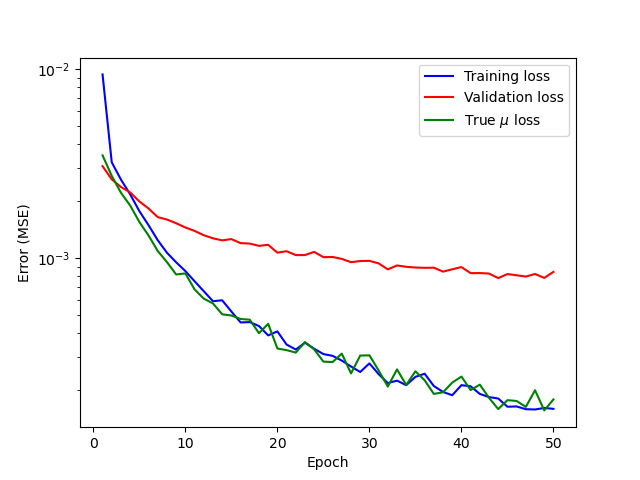 10⁻²
10⁻³
Error (MSE)
Training loss
Validation loss
True μ loss
0 10 20 30 40 50
Epoch